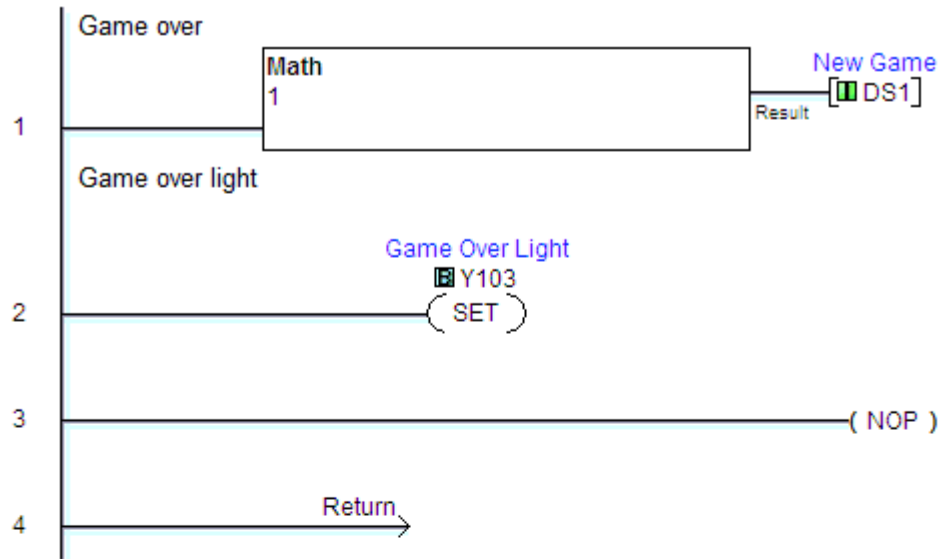 Game over
Math
1
New Game
DS1
Result
1
Game over light
Game Over Light
B Y103
2
SET
3
( NOP )
Return
4